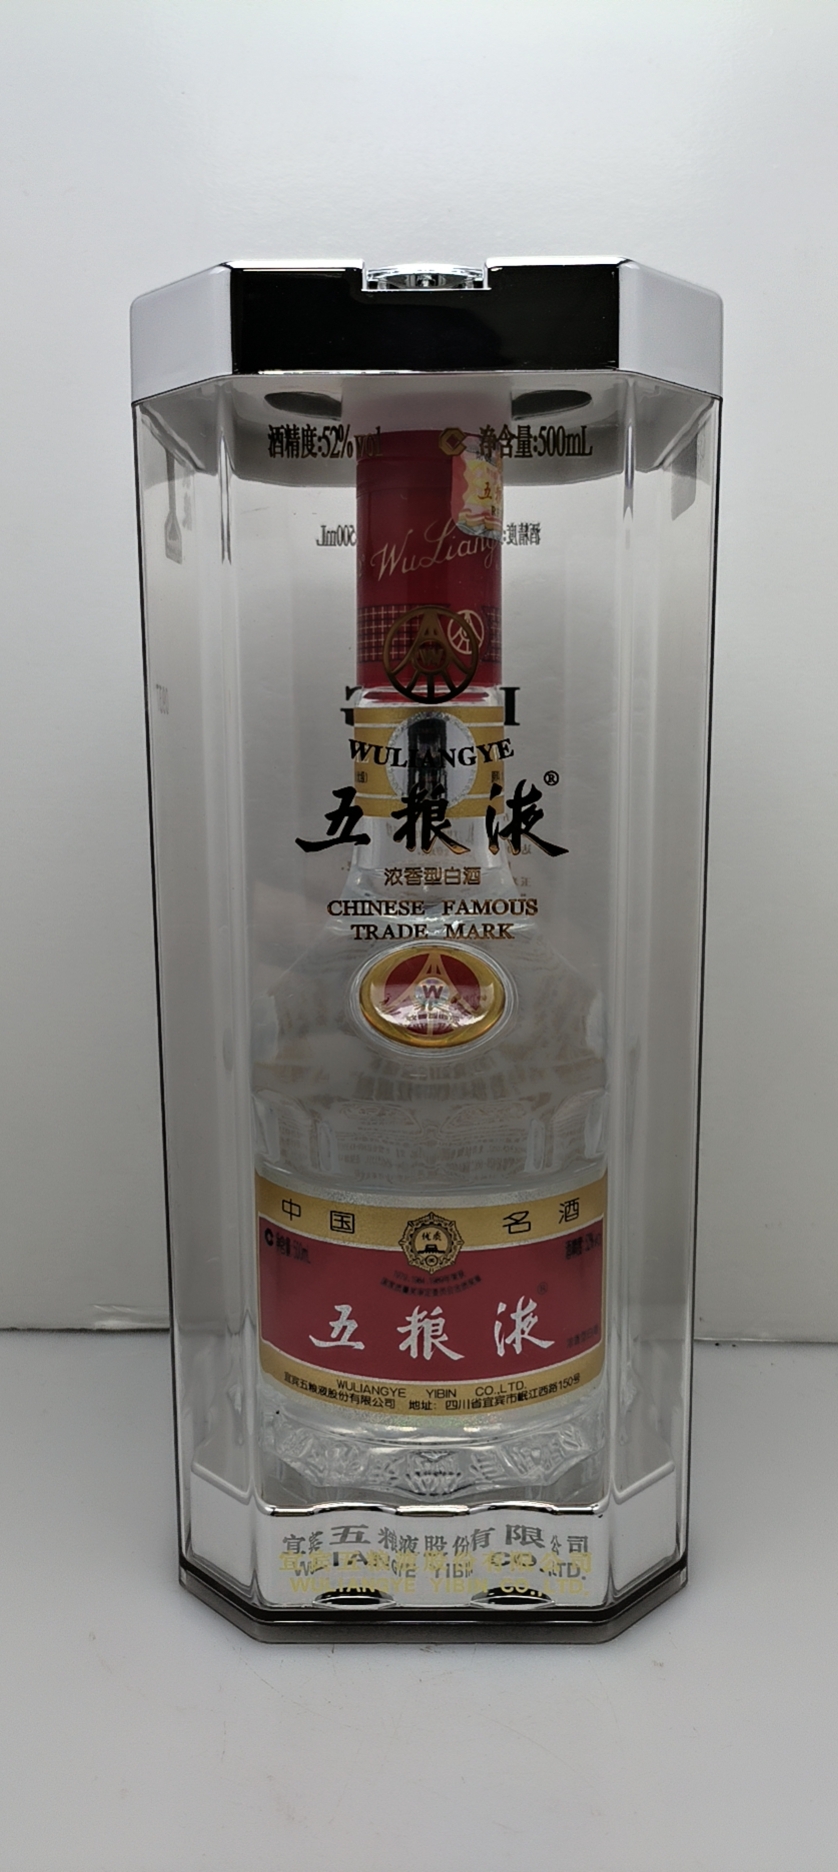 酒精度:52%vol 净含量:500mL
WuLiang
WULIANGYE
五粮液®
浓香型白酒
CHINESE FAMOUS
TRADE MARK
W
中国 名酒
五粮液
WULIANGYE YIBIN CO.,LTD.
宜宾五粮液股份有限公司 地址：四川省宜宾市岷江西路150号
宜宾五粮液股份有限公司
WULIANGYE YIBIN CO.,LTD.